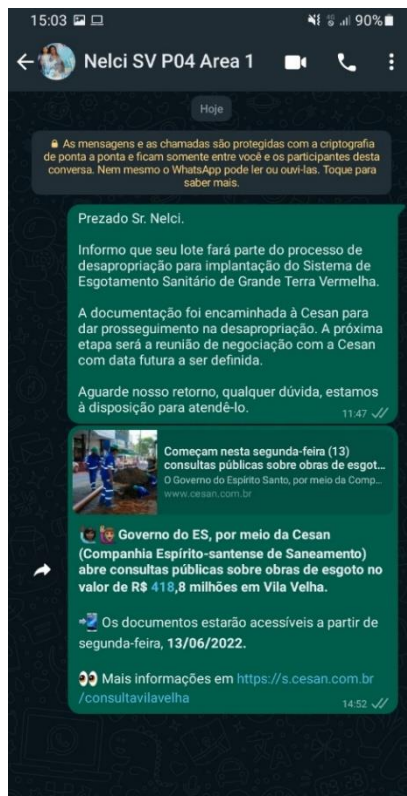 15:03 90%
Nelci SV P04 Area 1
Hoje
As mensagens e as chamadas são protegidas com a criptografia
de ponta a ponta e ficam somente entre você e os participantes desta
conversa. Nem mesmo o WhatsApp pode ler ou ouvi-las. Toque para
saber mais.
Prezado Sr. Nelci.
Informo que seu lote fará parte do processo de
desapropriação para implantação do Sistema de
Esgotamento Sanitário de Grande Terra Vermelha.
A documentação foi encaminhada à Cesan para
dar prosseguimento na desapropriação. A próxima
etapa será a reunião de negociação com a Cesan
com data futura a ser definida.
Aguarde nosso retorno, qualquer dúvida, estamos
à disposição para atendê-lo.
11:47
Começam nesta segunda-feira (13)
consultas públicas sobre obras de esgot...
O Governo do Espírito Santo, por meio da Comp...
www.cesan.com.br
Governo do ES, por meio da Cesan
(Companhia Espírito-santense de Saneamento)
abre consultas públicas sobre obras de esgoto no
valor de R$ 418,8 milhões em Vila Velha.
Os documentos estarão acessíveis a partir de
segunda-feira, 13/06/2022.
Mais informações em https://s.cesan.com.br
/consultavilavelha
14:52